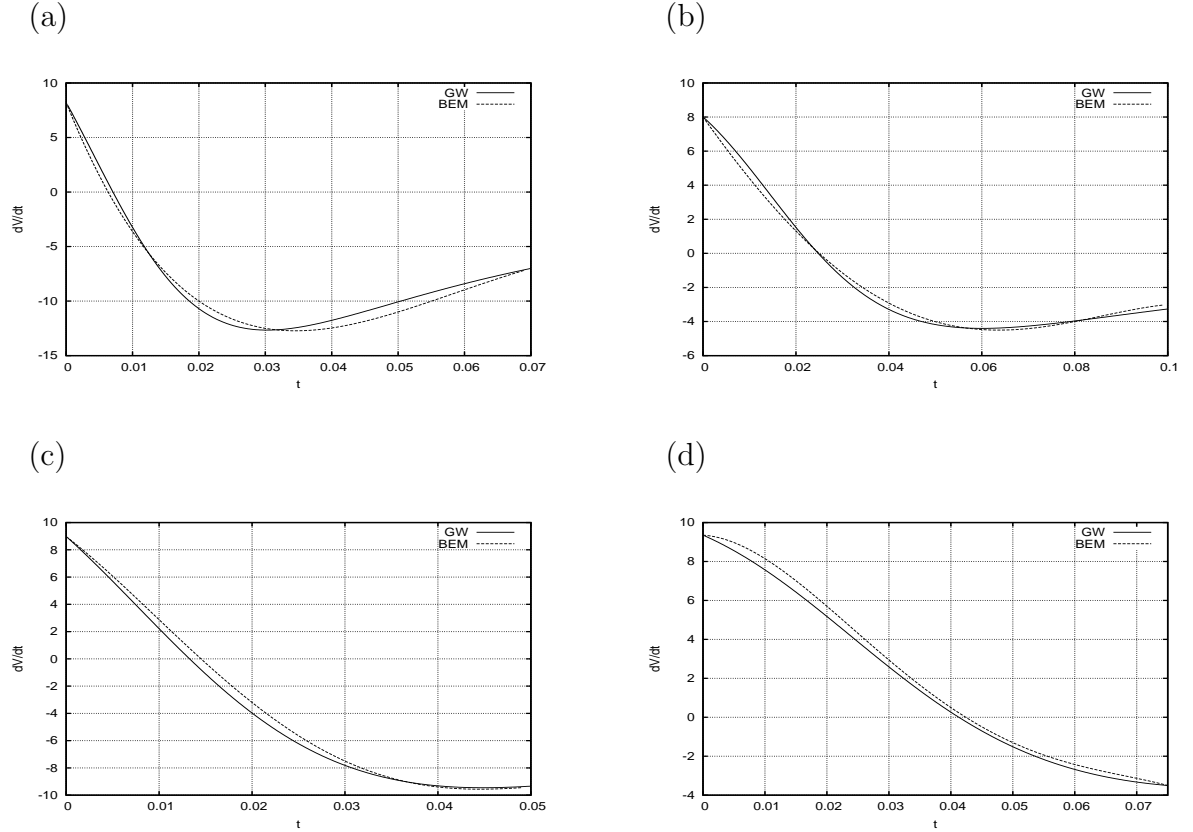 (a)
10
5
0
-5
-10
-15
dV/dt
0 0.01 0.02 0.03 0.04 0.05 0.06 0.07
t
GW
BEM
(b)
10
8
6
4
2
0
-2
-4
-6
dV/dt
0 0.02 0.04 0.06 0.08 0.1
t
GW
BEM
(c)
10
8
6
4
2
0
-2
-4
-6
-8
-10
dV/dt
0 0.01 0.02 0.03 0.04 0.05
t
GW
BEM
(d)
10
8
6
4
2
0
-2
-4
dV/dt
0 0.01 0.02 0.03 0.04 0.05 0.06 0.07
t
GW
BEM